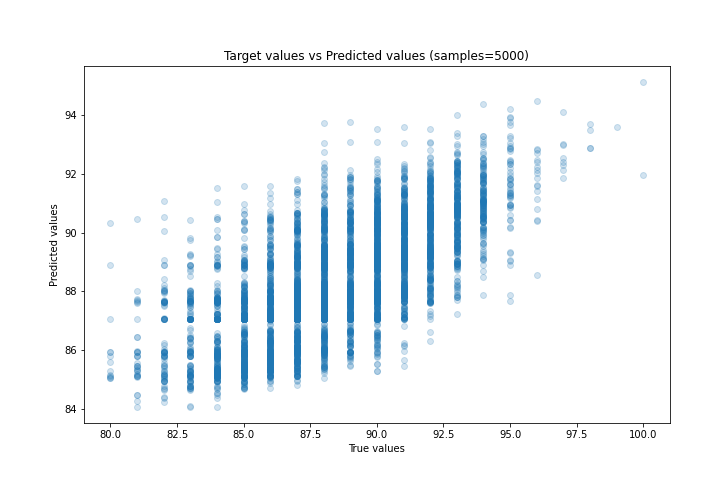 Target values vs Predicted values (samples=5000)
Predicted values
94
92
90
88
86
84
80.0 82.5 85.0 87.5 90.0 92.5 95.0 97.5 100.0
True values